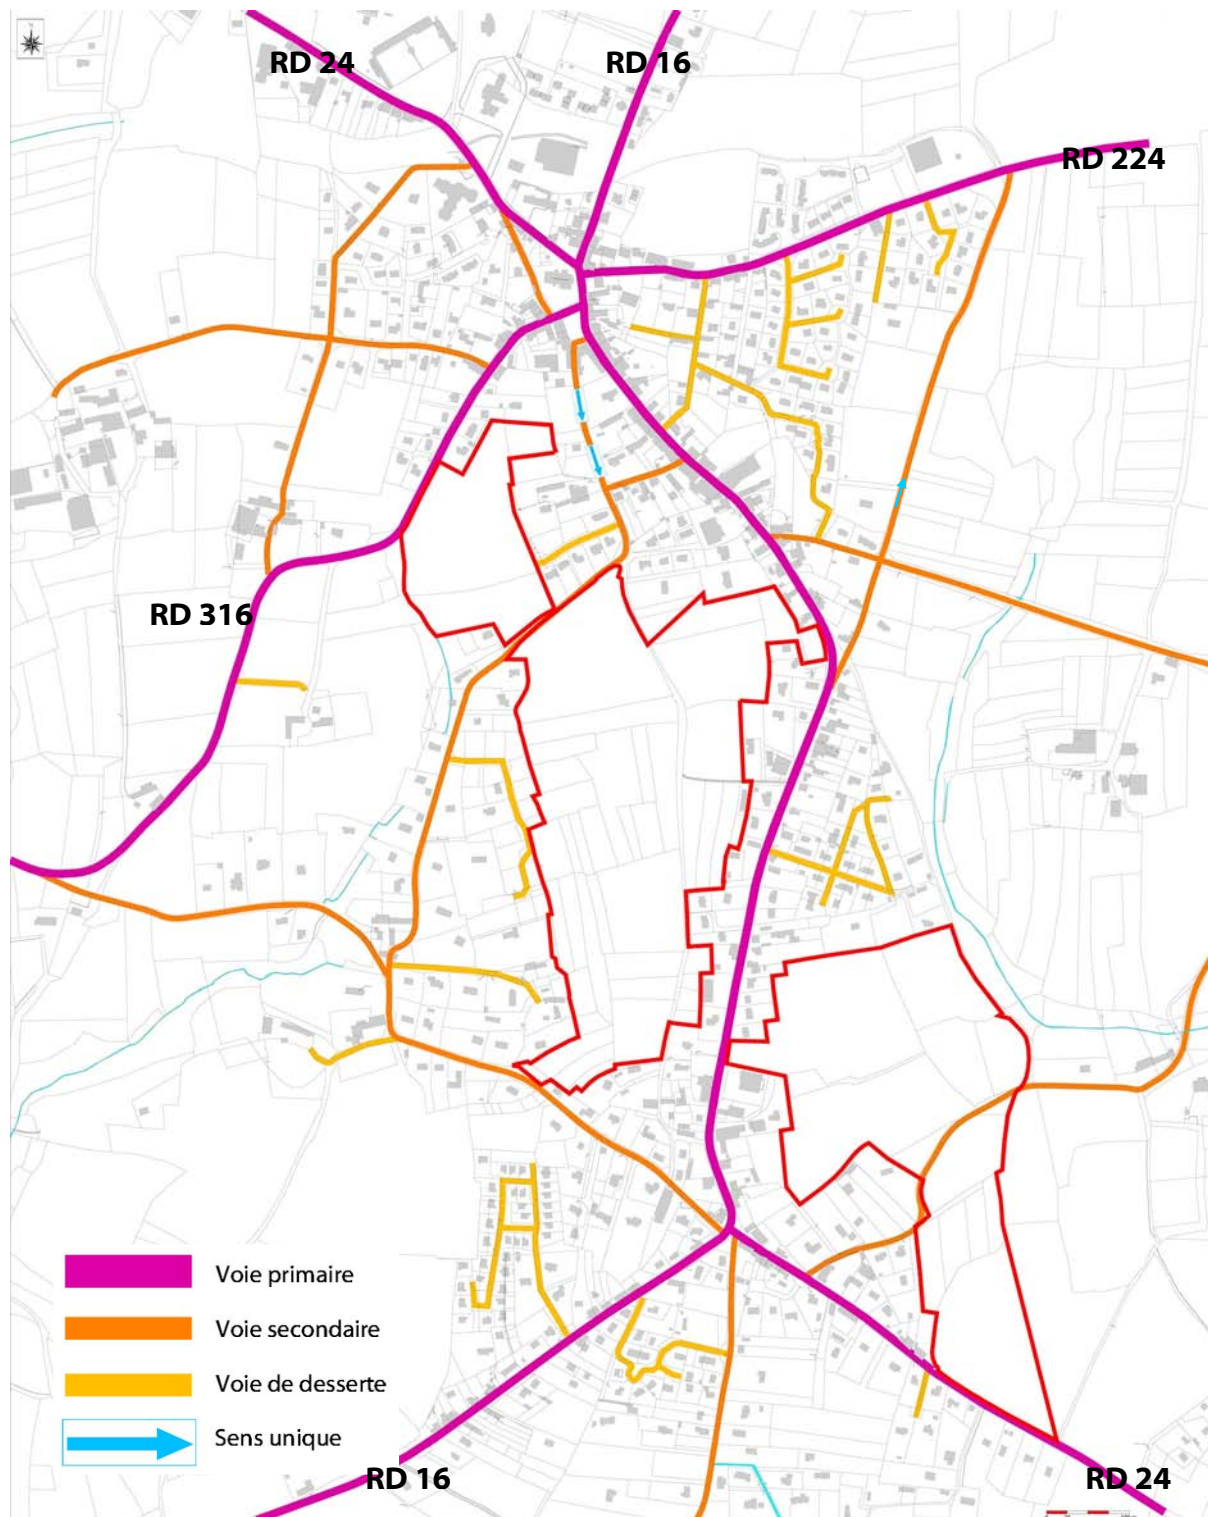 RD 24
RD 16
RD 224
RD 316
Voie primaire
Voie secondaire
Voie de desserte
Sens unique
RD 16
RD 24